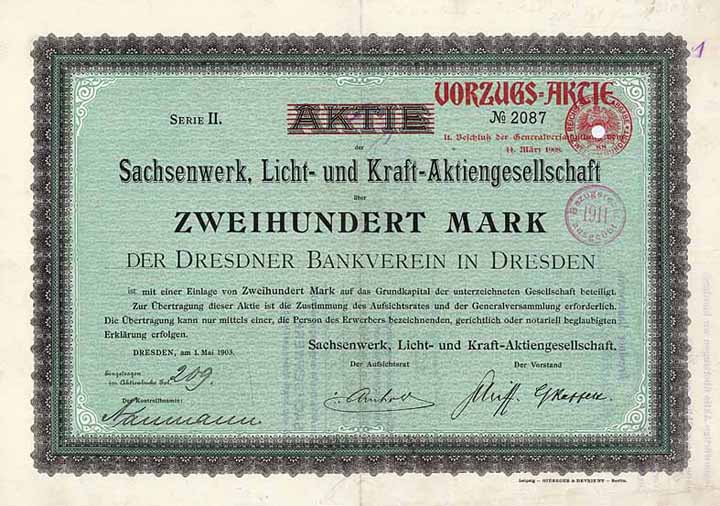 VORZUGS-AKTIE
SERIE II.
AKTIE
№ 2087
lt. Beschluß der Generalversammlung vom
11. März 1908.
der
Sachsenwerk, Licht- und Kraft-Aktiengesellschaft
über
ZWEIHUNDERT MARK
1911
DER DRESDNER BANKVEREIN IN DRESDEN
ist mit einer Einlage von Zweihundert Mark auf das Grundkapital der unterzeichneten Gesellschaft beteiligt.
Zur Übertragung dieser Aktie ist die Zustimmung des Aufsichtsrates und der Generalversammlung erforderlich.
Die Übertragung kann nur mittels einer, die Person des Erwerbers bezeichnenden, gerichtlich oder notariell beglaubigten
Erklärung erfolgen.
DRESDEN, am 1. Mai 1903.
Sachsenwerk, Licht- und Kraft-Aktiengesellschaft.
Der Aufsichtsrat
Der Vorstand
Eingetragen
im Aktienbuche Fol. 209.
Der Kontrollbeamte:
Naumann.
Leipzig – GIESECKE & DEVRIENT – Berlin.